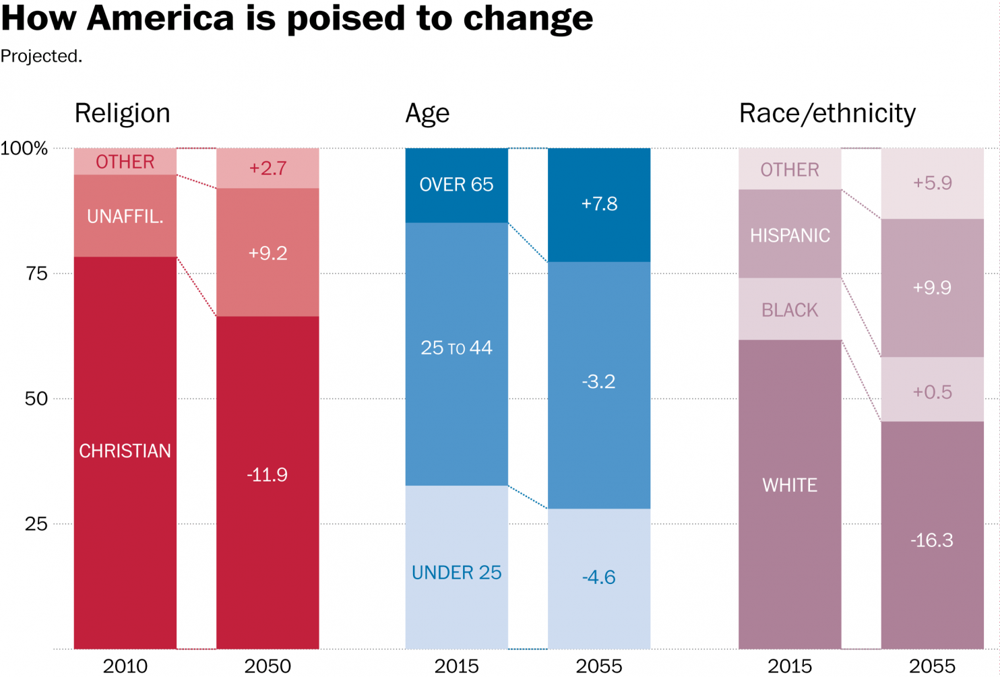 How America is poised to change
Projected.
Religion
Age
Race/ethnicity
100%
75
50
25
OTHER
UNAFFIL.
CHRISTIAN
+2.7
+9.2
-11.9
2010
2050
OVER 65
25 TO 44
UNDER 25
+7.8
-3.2
-4.6
2015
2055
OTHER
HISPANIC
BLACK
WHITE
+5.9
+9.9
+0.5
-16.3
2015
2055